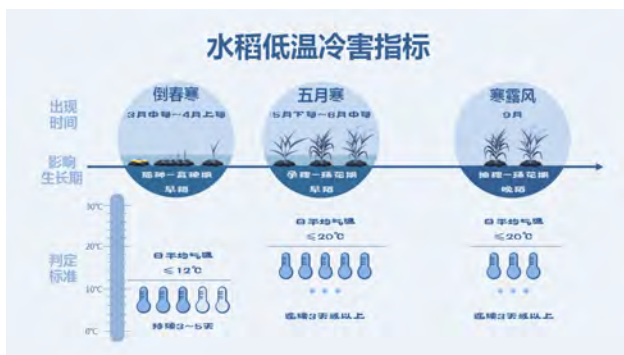 水稻低温冷害指标
出现
时间
倒春寒
3月中旬~4月上旬
五月寒
5月下旬~6月中旬
寒露风
9月
影响
生长期
播种—育秧期
早稻
孕穗—扬花期
早稻
抽穗—扬花期
晚稻
判定
标准
30℃
20℃
10℃
0℃
日平均气温
≤12℃
持续3~5天
日平均气温
≤20℃
连续3天或以上
日平均气温
≤20℃
连续3天或以上